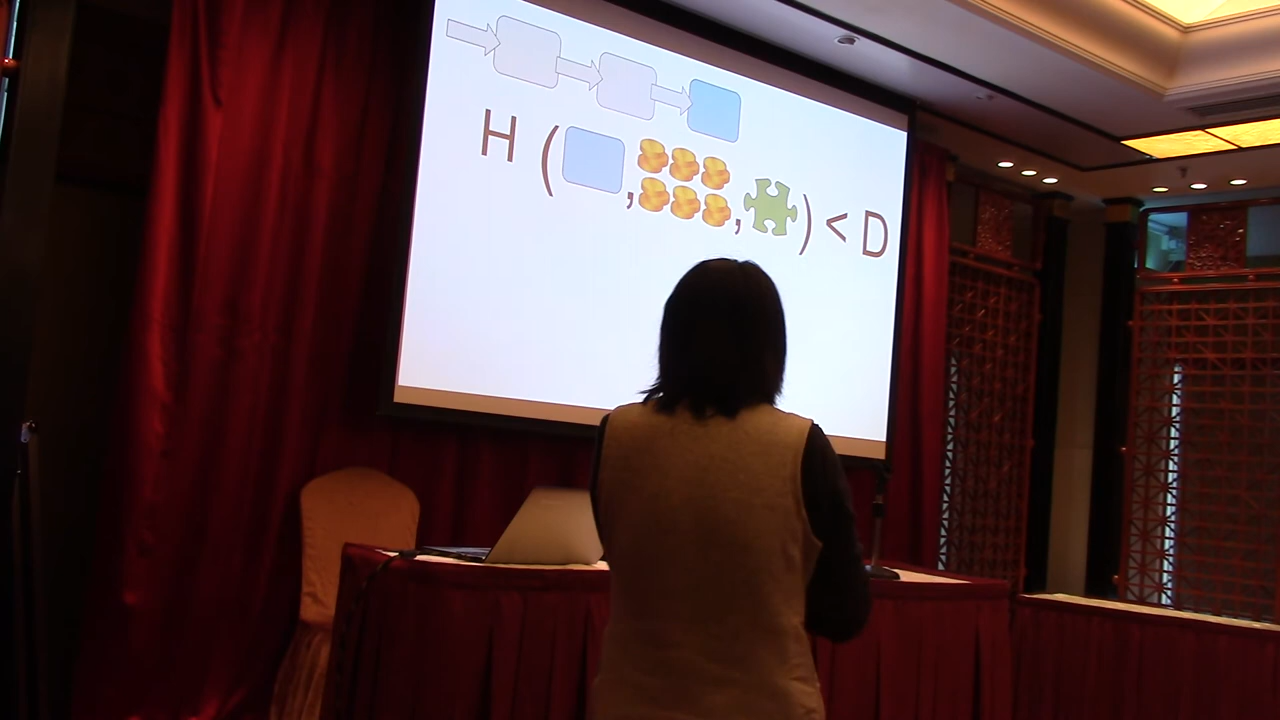 H ( , , ) < D